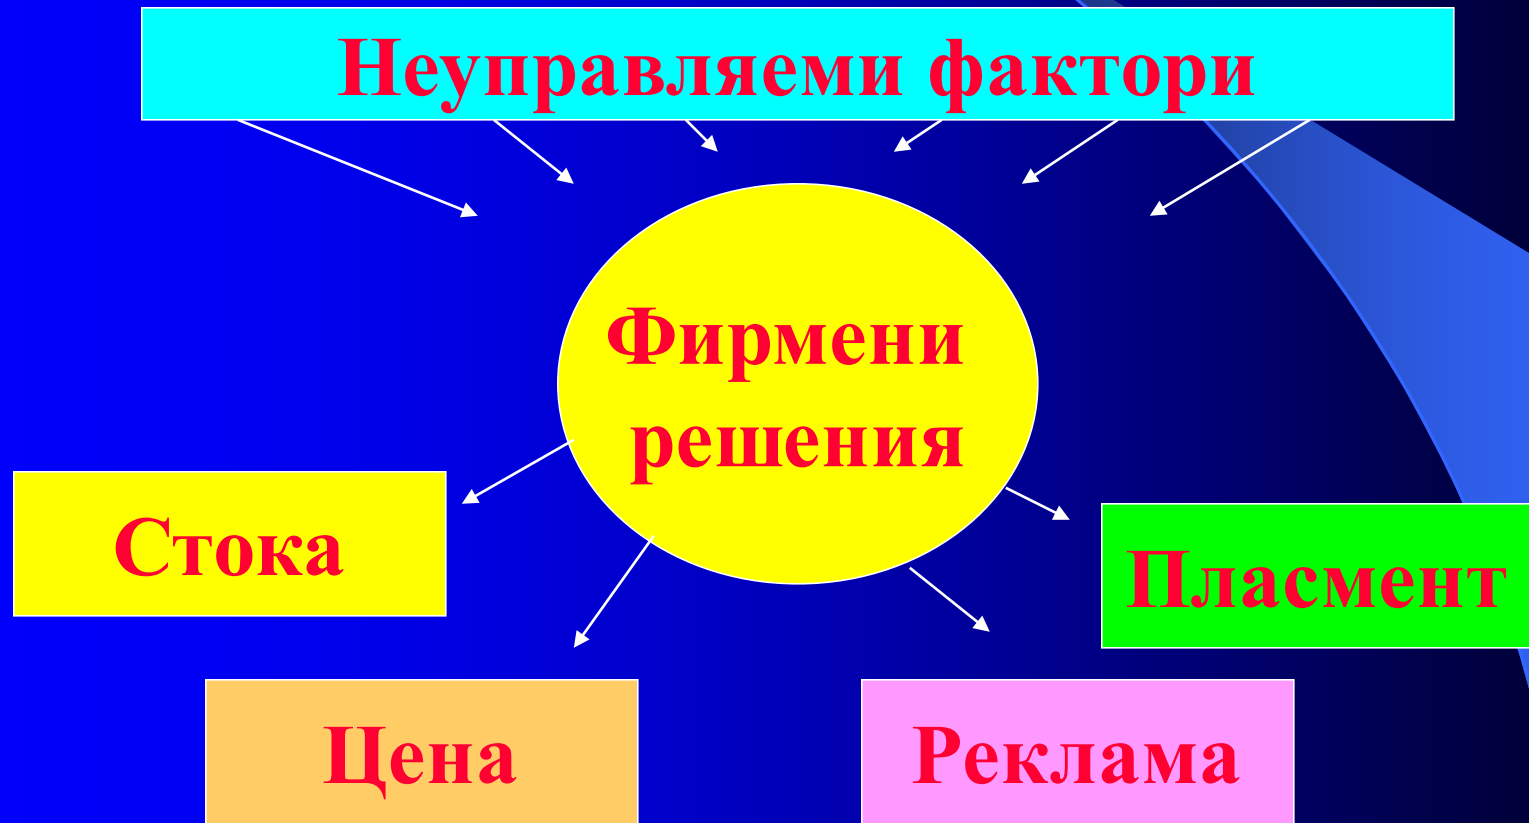 Неуправляеми фактори
Фирмени
решения
Стока
Пласмент
Цена
Реклама